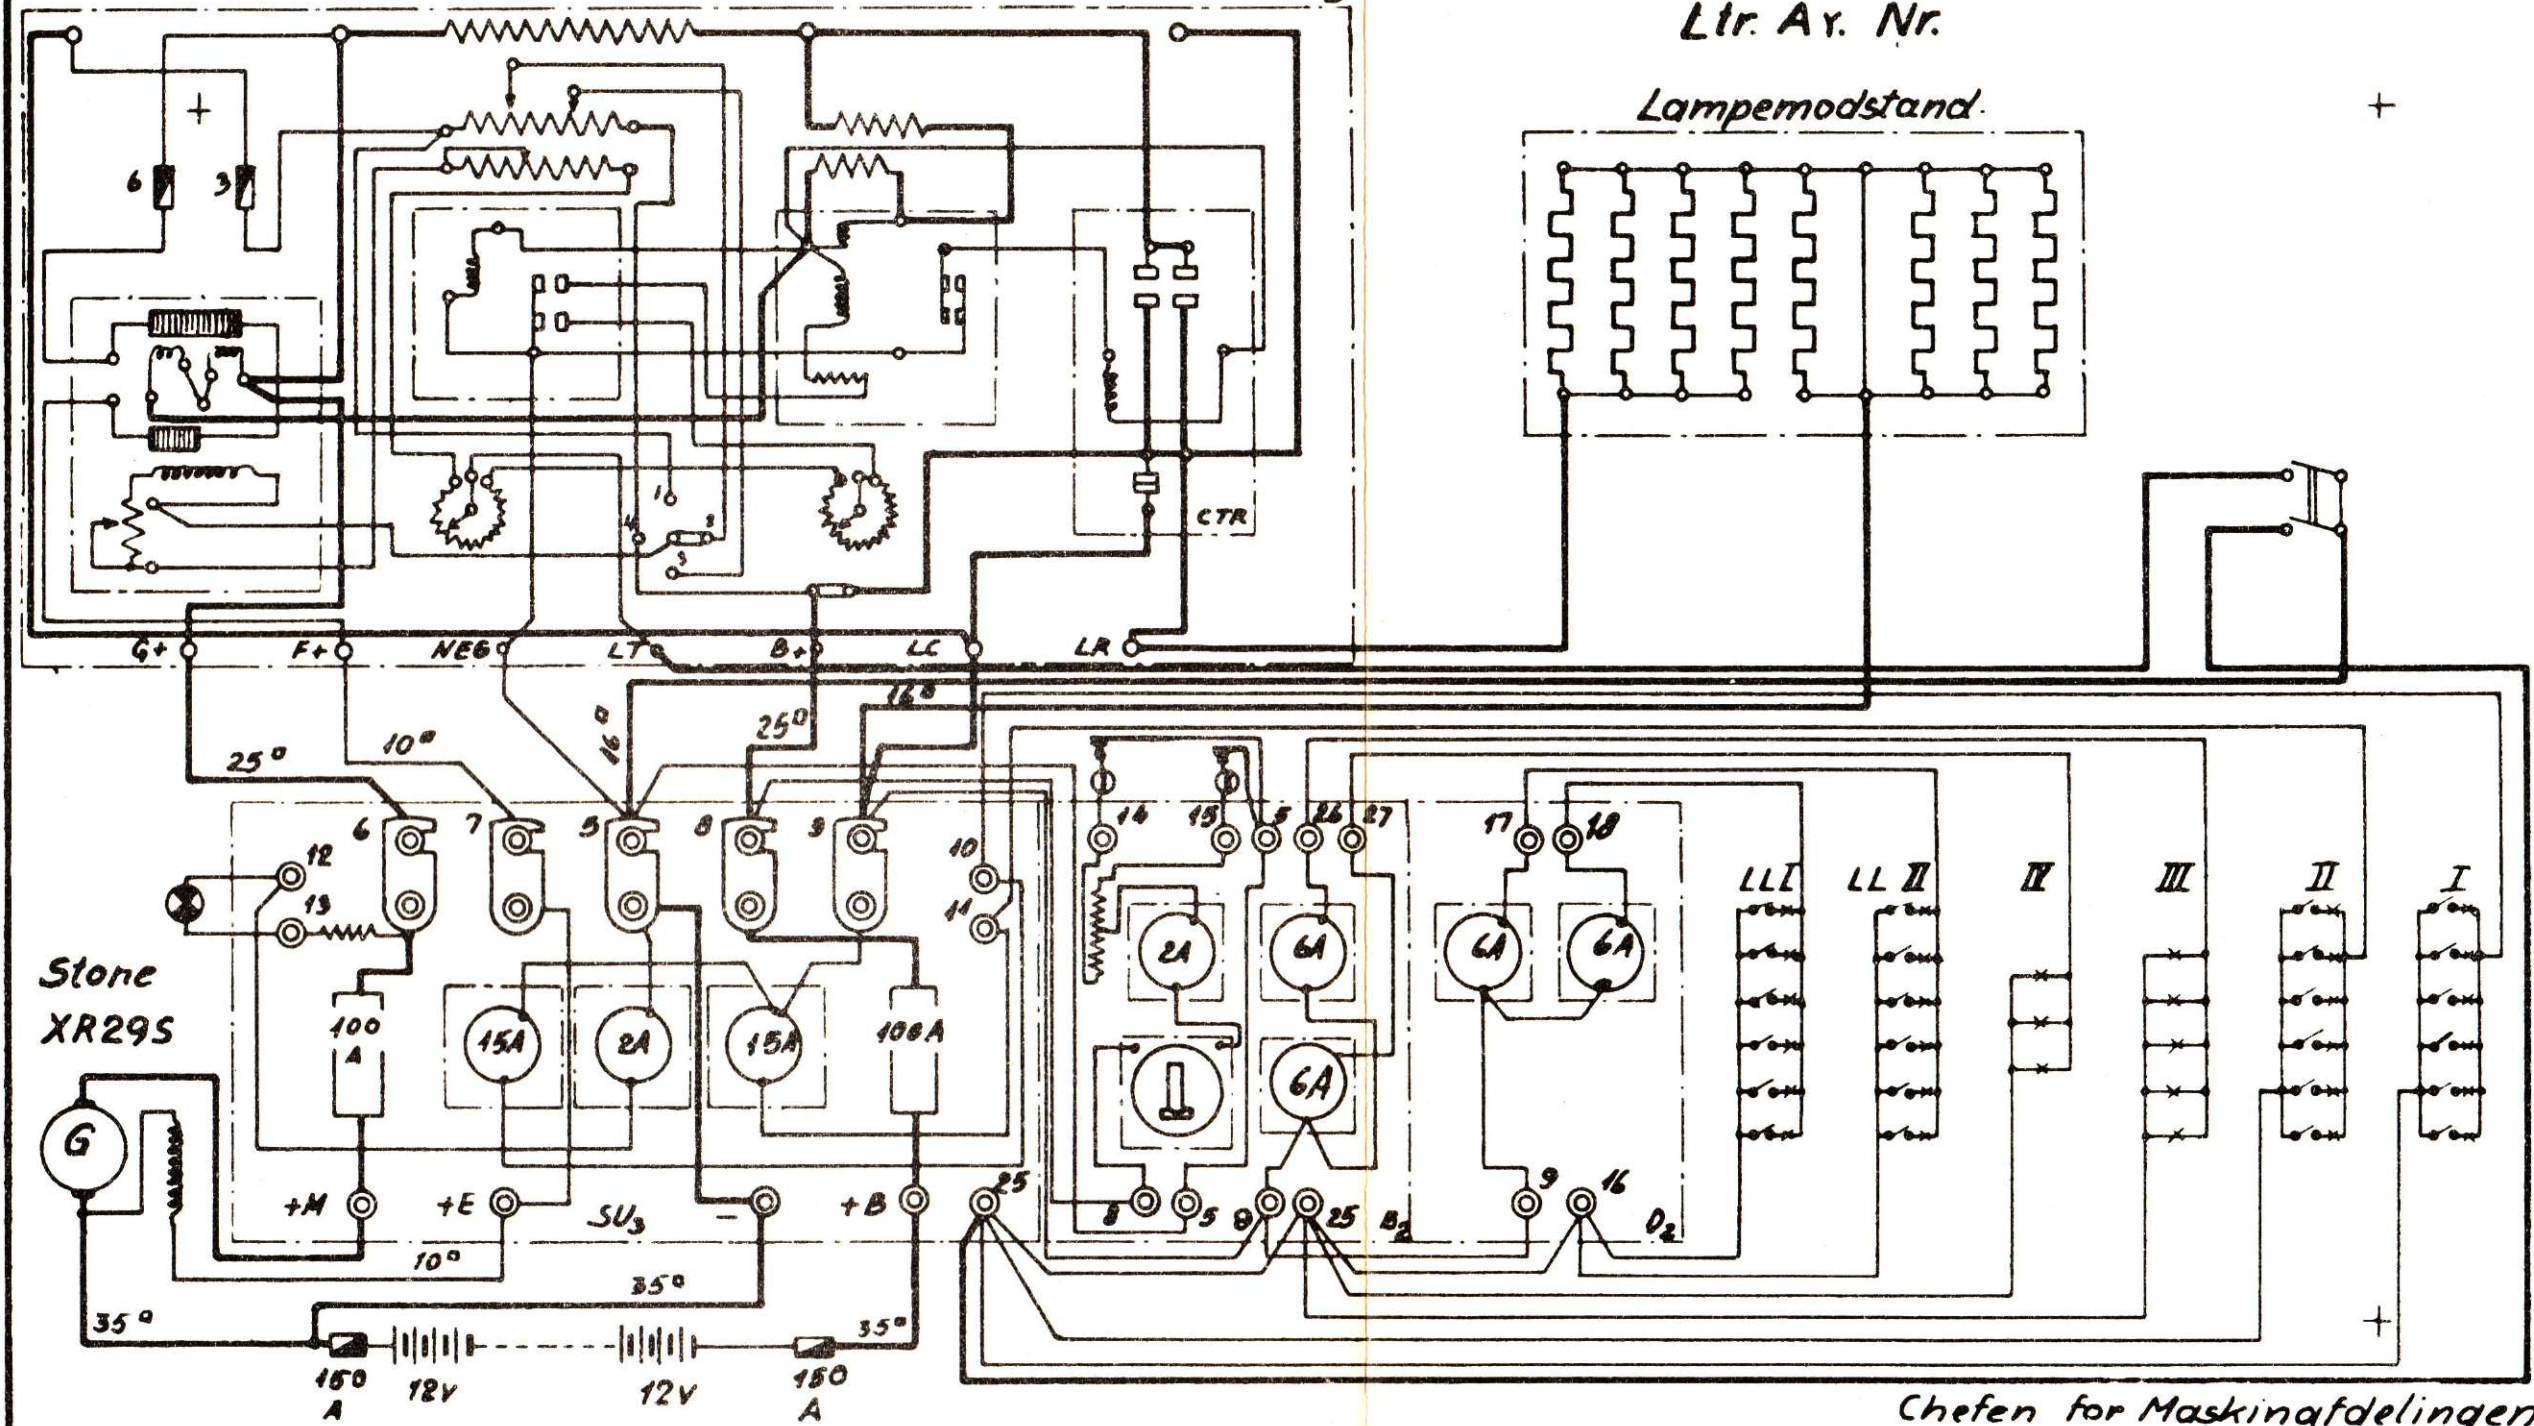 Ltr. AY. Nr.
Lampemodstand.
6
3
1
2
4
3
CTR
G+
F+
NEG
LT
B+
LC
LR
16□
16□
25□
10□
25□
6
7
5
8
9
10
11
12
13
14
15
5
26
27
17
18
LL I
LL II
IV
III
II
I
Stone
XR29S
100
A
15A
2A
15A
100A
2A
6A
6A
6A
6A
G
+M
+E
SU3
-
+B
25
8
5
8
25
B2
9
16
D2
10□
35□
35□
35□
150
A
12V
12V
150
A
Chefen for Maskinafdelingen